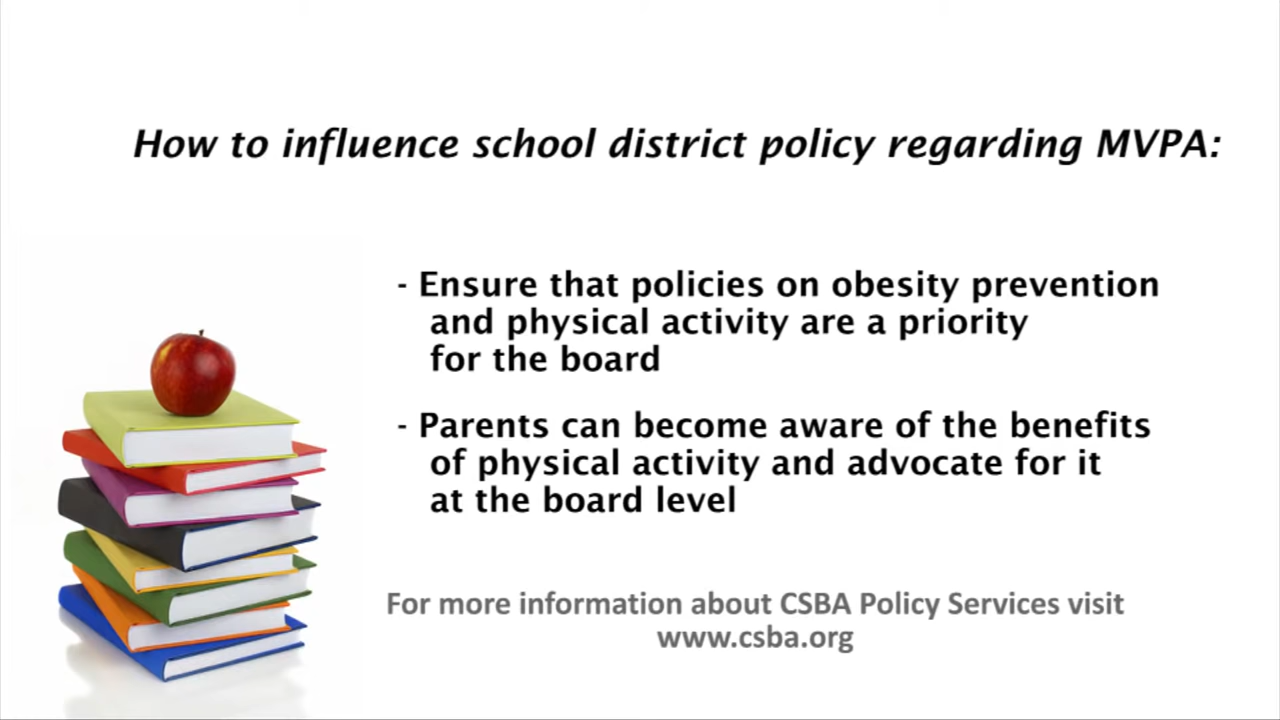 How to influence school district policy regarding MVPA:
- Ensure that policies on obesity prevention
and physical activity are a priority
for the board
- Parents can become aware of the benefits
of physical activity and advocate for it
at the board level
For more information about CSBA Policy Services visit
www.csba.org